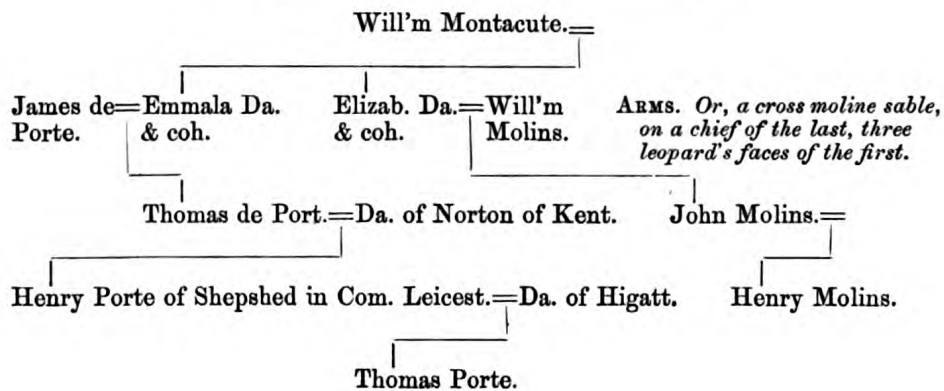 Will'm Montacute.=
James de=Emmala Da. Elizab. Da.=Will'm ARMS. Or, a cross moline sable,
Porte. & coh. & coh. Molins. on a chief of the last, three
leopard's faces of the first.
Thomas de Port.=Da. of Norton of Kent. John Molins.=
Henry Porte of Shepshed in Com. Leicest.=Da. of Higatt. Henry Molins.
Thomas Porte.